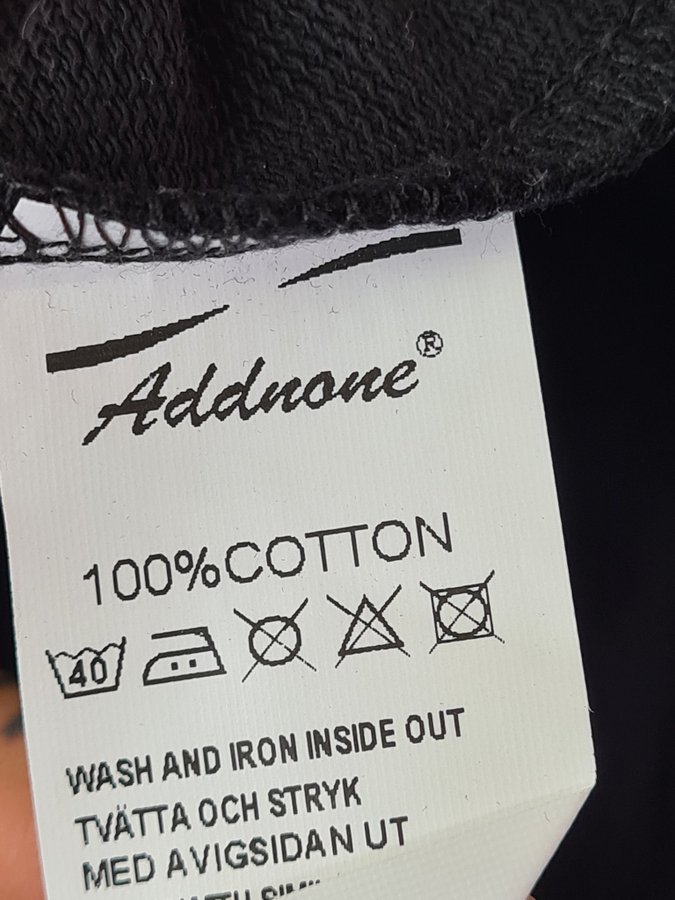 Addnone®
100%COTTON
40
WASH AND IRON INSIDE OUT
TVÄTTA OCH STRYK
MED AVIGSIDAN UT